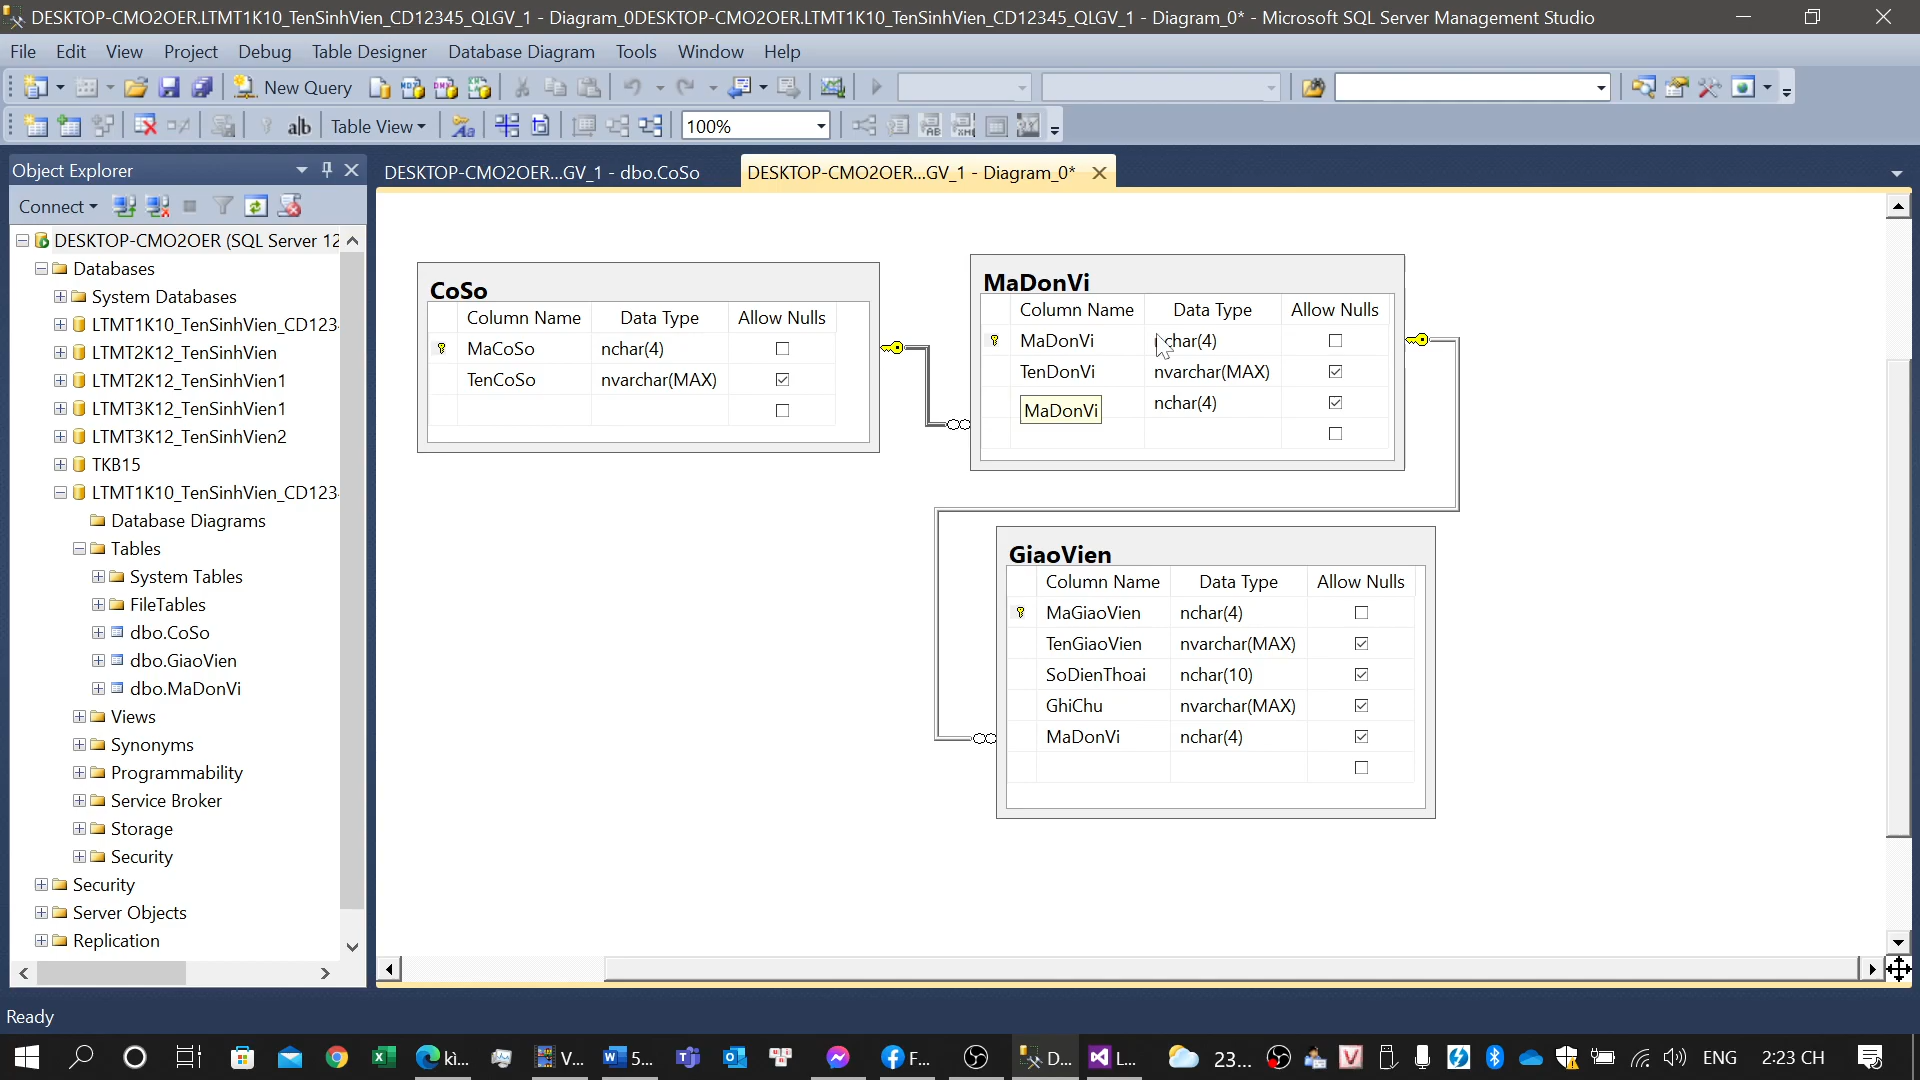 DESKTOP-CMO2OER.LTMT1K10_TenSinhVien_CD12345_QLGV_1 - Diagram_0DESKTOP-CMO2OER.LTMT1K10_TenSinhVien_CD12345_QLGV_1 - Diagram_0* - Microsoft SQL Server Management Studio
File Edit View Project Debug Table Designer Database Diagram Tools Window Help
New Query
Table View 100%
Object Explorer
DESKTOP-CMO2OER...GV_1 - dbo.CoSo
DESKTOP-CMO2OER...GV_1 - Diagram_0*
Connect
DESKTOP-CMO2OER (SQL Server 12
Databases
System Databases
LTMT1K10_TenSinhVien_CD123
LTMT2K12_TenSinhVien
LTMT2K12_TenSinhVien1
LTMT3K12_TenSinhVien1
LTMT3K12_TenSinhVien2
TKB15
LTMT1K10_TenSinhVien_CD123
Database Diagrams
Tables
System Tables
FileTables
dbo.CoSo
dbo.GiaoVien
dbo.MaDonVi
Views
Synonyms
Programmability
Service Broker
Storage
Security
Security
Server Objects
Replication
CoSo
Column Name Data Type Allow Nulls
MaCoSo nchar(4)
TenCoSo nvarchar(MAX)
MaDonVi
Column Name Data Type Allow Nulls
MaDonVi nchar(4)
TenDonVi nvarchar(MAX)
MaDonVi nchar(4)
GiaoVien
Column Name Data Type Allow Nulls
MaGiaoVien nchar(4)
TenGiaoVien nvarchar(MAX)
SoDienThoai nchar(10)
GhiChu nvarchar(MAX)
MaDonVi nchar(4)
Ready
kì... V... 5... F... D... L... 23... ENG 2:23 CH